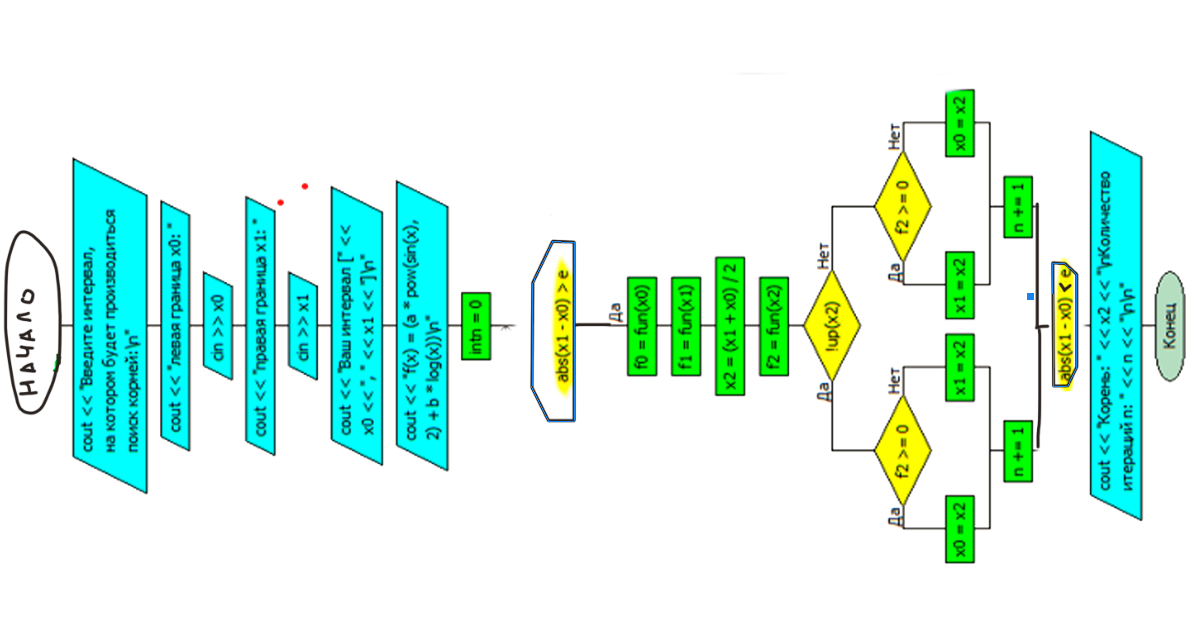 НАЧАЛО
cout << "Введите интервал,
на котором будет производиться
поиск корней:\n"
cout << "левая граница x0: "
cin >> x0
cout << "правая граница x1: "
cin >> x1
cout << "Ваш интервал [" <<
x0 <<", " <<x1 << "]\n"
cout << "f(x) = (a * pow(sin(x),
2) + b * log(x))\n"
intn = 0
abs(x1 - x0) > e
Да
f0 = fun(x0)
f1 = fun(x1)
x2 = (x1 + x0) / 2
f2 = fun(x2)
!up(x2)
Да
Нет
f2 >= 0
Да
Нет
x0 = x2
x1 = x2
n += 1
f2 >= 0
Да
Нет
x1 = x2
x0 = x2
n += 1
abs(x1 - x0) < e
cout << "Корень:" << x2 << "\nКоличество
итераций n: " << n << "\n\n"
Конец